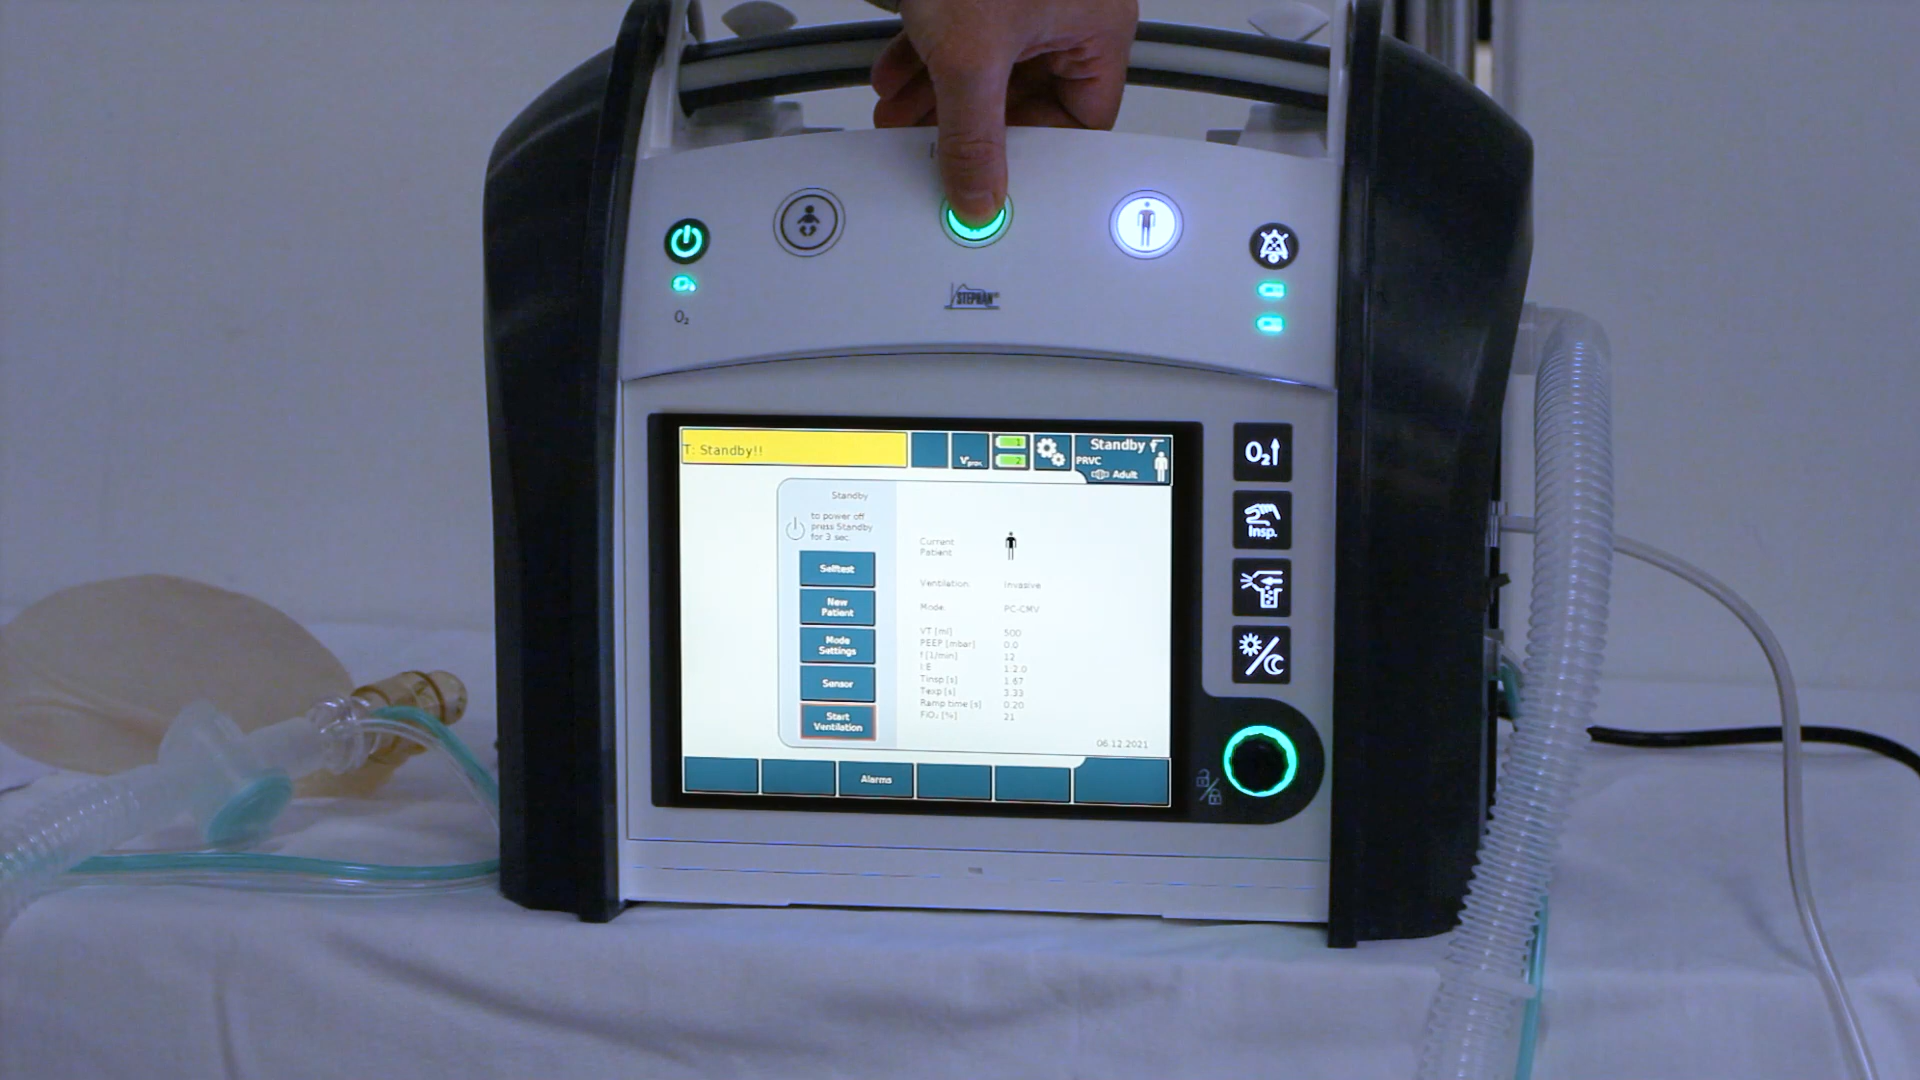 O₂
STEPHAN
T: Standby!!
V'prox.
1
2
Standby
PRVC
Adult
Standby
to power off
press Standby
for 3 sec.
Selftest
New
Patient
Mode
Settings
Sensor
Start
Ventilation
Current
Patient
Ventilation: Invasive
Mode: PC-CMV
VT [ml] 500
PEEP [mbar] 0.0
f [1/min] 12
I:E 1:2.0
Tinsp [s] 1.67
Texp [s] 3.33
Ramp time [s] 0.20
FiO₂ [%] 21
06.12.2021
Alarms
O₂
Insp.